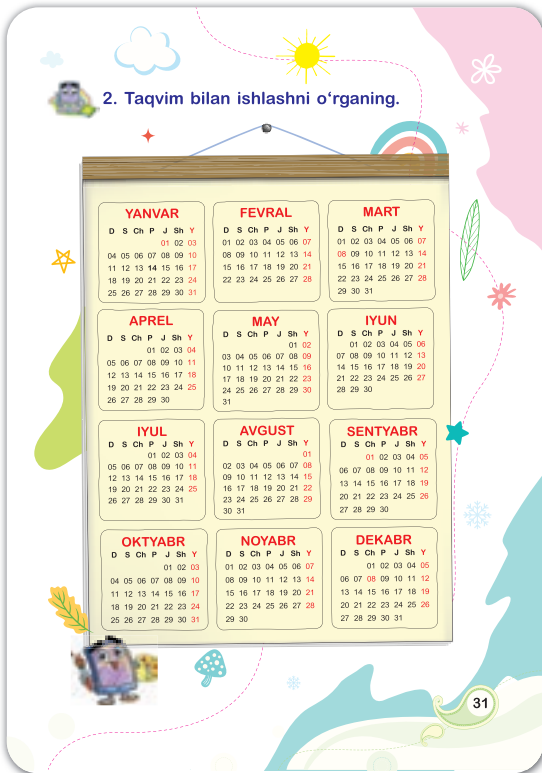 2. Taqvim bilan ishlashni o‘rganing.
YANVAR
D S Ch P J Sh Y
01 02 03
04 05 06 07 08 09 10
11 12 13 14 15 16 17
18 19 20 21 22 23 24
25 26 27 28 29 30 31
FEVRAL
D S Ch P J Sh Y
01 02 03 04 05 06 07
08 09 10 11 12 13 14
15 16 17 18 19 20 21
22 23 24 25 26 27 28
MART
D S Ch P J Sh Y
01 02 03 04 05 06 07
08 09 10 11 12 13 14
15 16 17 18 19 20 21
22 23 24 25 26 27 28
29 30 31
APREL
D S Ch P J Sh Y
01 02 03 04
05 06 07 08 09 10 11
12 13 14 15 16 17 18
19 20 21 22 23 24 25
26 27 28 29 30
MAY
D S Ch P J Sh Y
01 02
03 04 05 06 07 08 09
10 11 12 13 14 15 16
17 18 19 20 21 22 23
24 25 26 27 28 29 30
31
IYUN
D S Ch P J Sh Y
01 02 03 04 05 06
07 08 09 10 11 12 13
14 15 16 17 18 19 20
21 22 23 24 25 26 27
28 29 30
IYUL
D S Ch P J Sh Y
01 02 03 04
05 06 07 08 09 10 11
12 13 14 15 16 17 18
19 20 21 22 23 24 25
26 27 28 29 30 31
AVGUST
D S Ch P J Sh Y
01
02 03 04 05 06 07 08
09 10 11 12 13 14 15
16 17 18 19 20 21 22
23 24 25 26 27 28 29
30 31
SENTYABR
D S Ch P J Sh Y
01 02 03 04 05
06 07 08 09 10 11 12
13 14 15 16 17 18 19
20 21 22 23 24 25 26
27 28 29 30
OKTYABR
D S Ch P J Sh Y
01 02 03
04 05 06 07 08 09 10
11 12 13 14 15 16 17
18 19 20 21 22 23 24
25 26 27 28 29 30 31
NOYABR
D S Ch P J Sh Y
01 02 03 04 05 06 07
08 09 10 11 12 13 14
15 16 17 18 19 20 21
22 23 24 25 26 27 28
29 30
DEKABR
D S Ch P J Sh Y
01 02 03 04 05
06 07 08 09 10 11 12
13 14 15 16 17 18 19
20 21 22 23 24 25 26
27 28 29 30 31
31